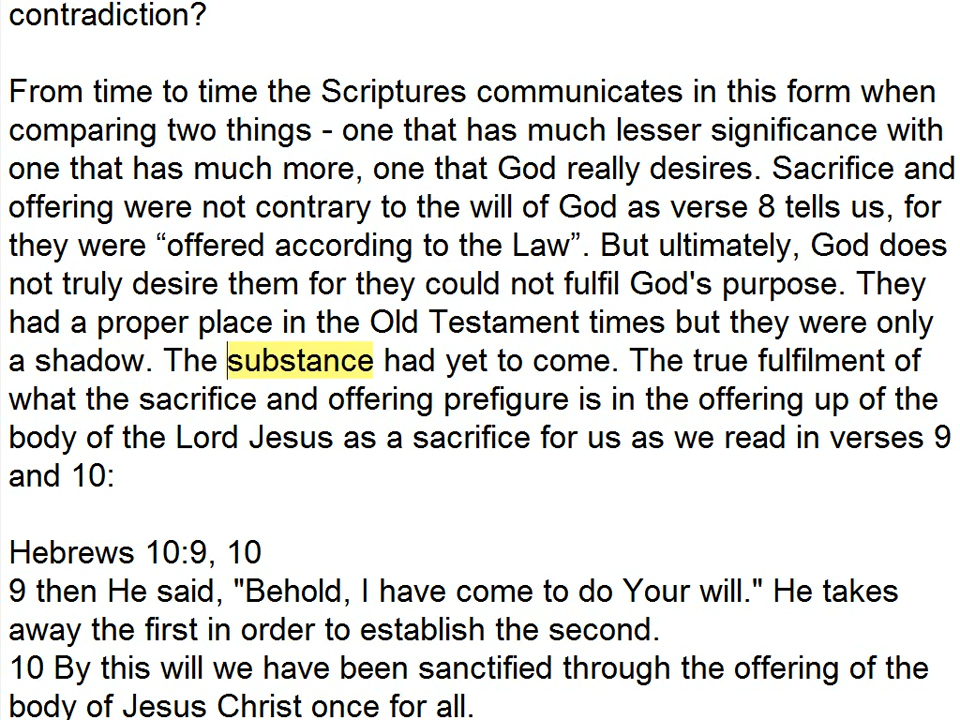 contradiction?
From time to time the Scriptures communicates in this form when
comparing two things - one that has much lesser significance with
one that has much more, one that God really desires. Sacrifice and
offering were not contrary to the will of God as verse 8 tells us, for
they were “offered according to the Law”. But ultimately, God does
not truly desire them for they could not fulfil God's purpose. They
had a proper place in the Old Testament times but they were only
a shadow. The substance had yet to come. The true fulfilment of
what the sacrifice and offering prefigure is in the offering up of the
body of the Lord Jesus as a sacrifice for us as we read in verses 9
and 10:
Hebrews 10:9, 10
9 then He said, "Behold, I have come to do Your will." He takes
away the first in order to establish the second.
10 By this will we have been sanctified through the offering of the
body of Jesus Christ once for all.